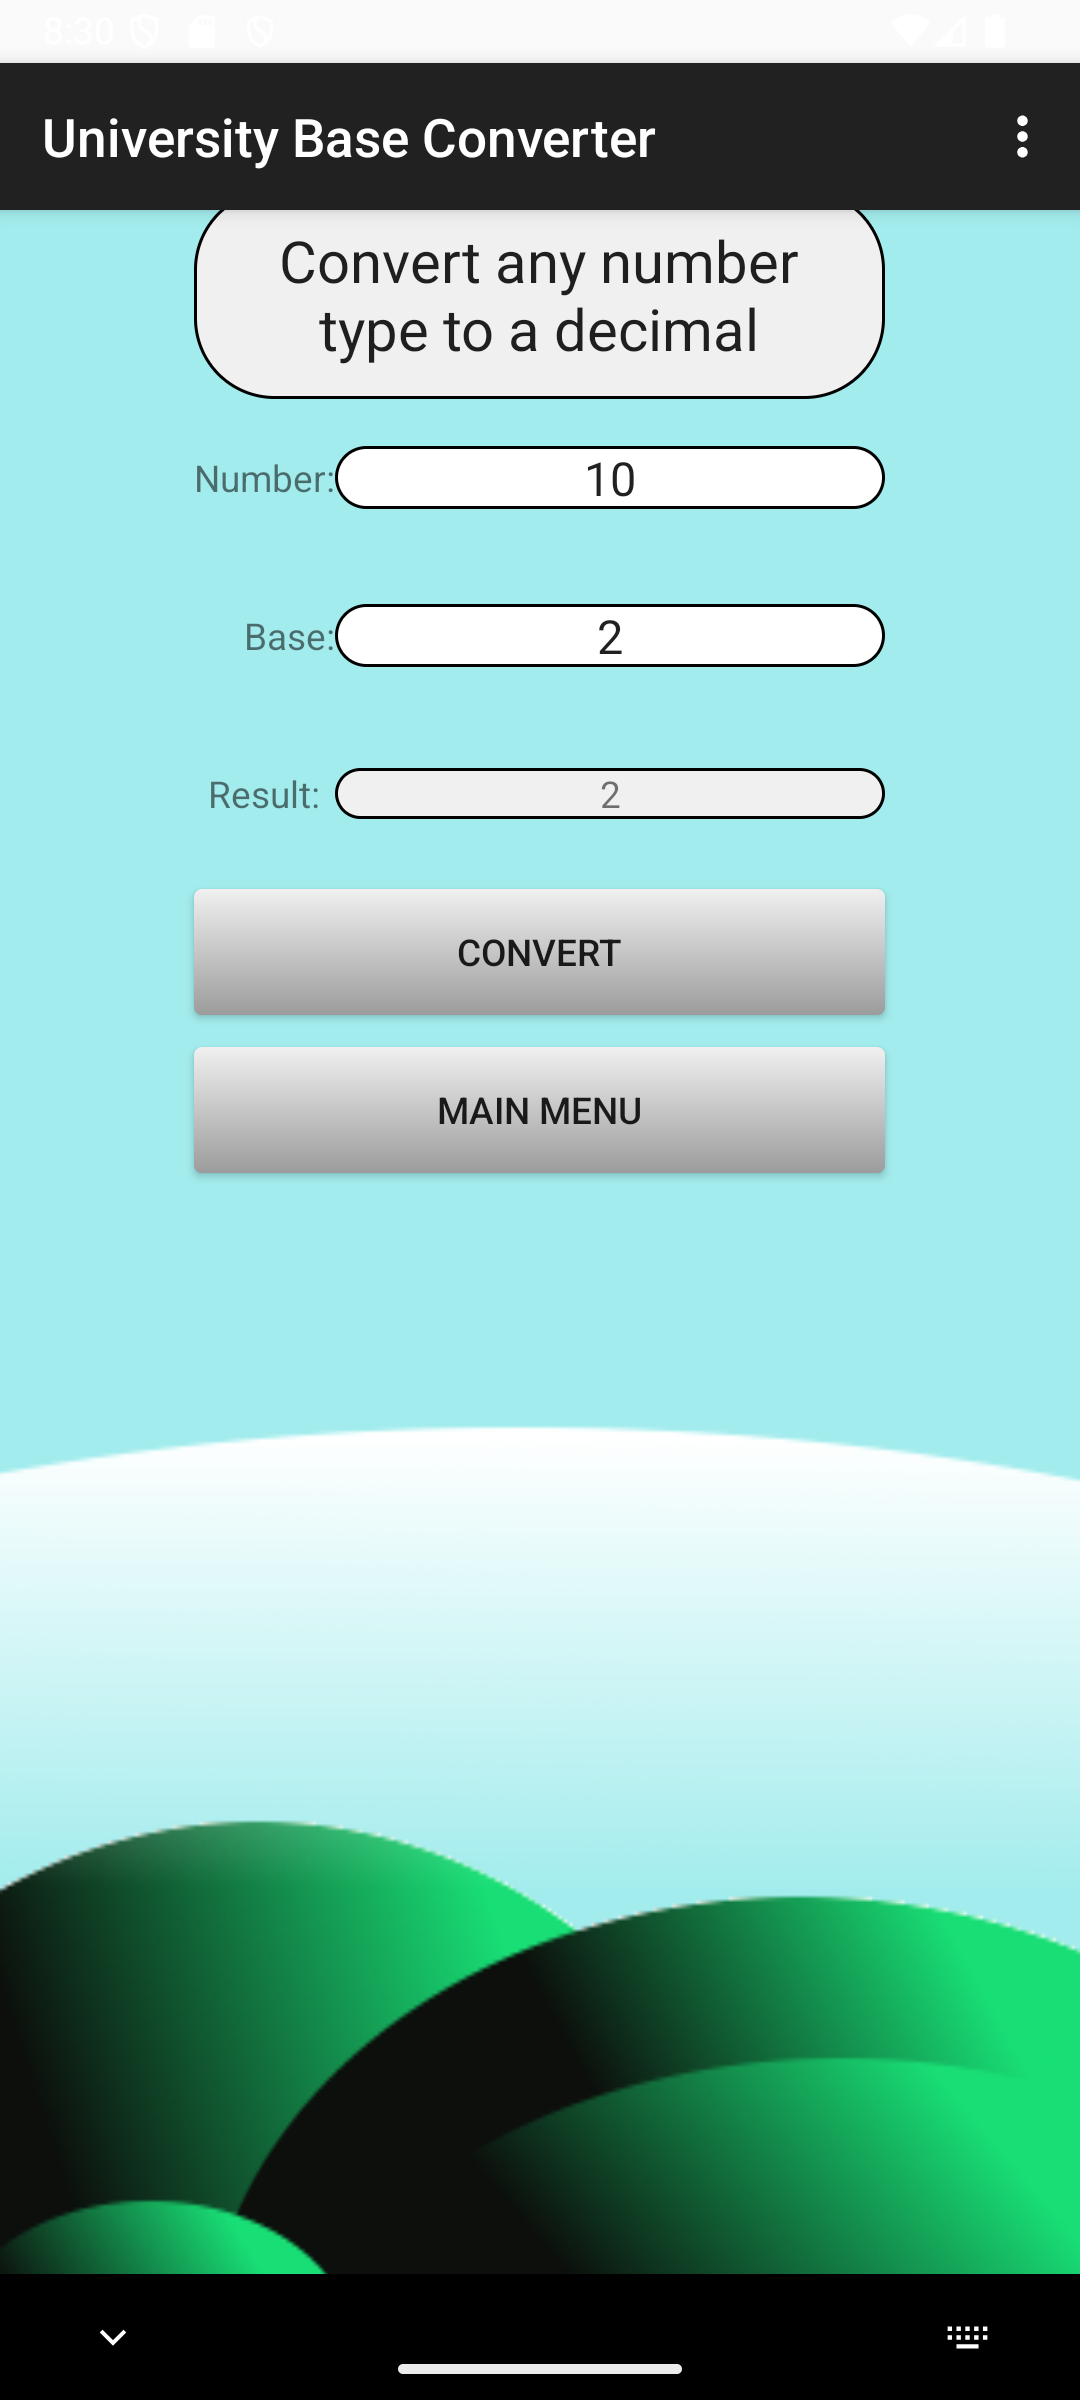 8:30
University Base Converter
Convert any number
type to a decimal
Number: 10
Base: 2
Result: 2
CONVERT
MAIN MENU